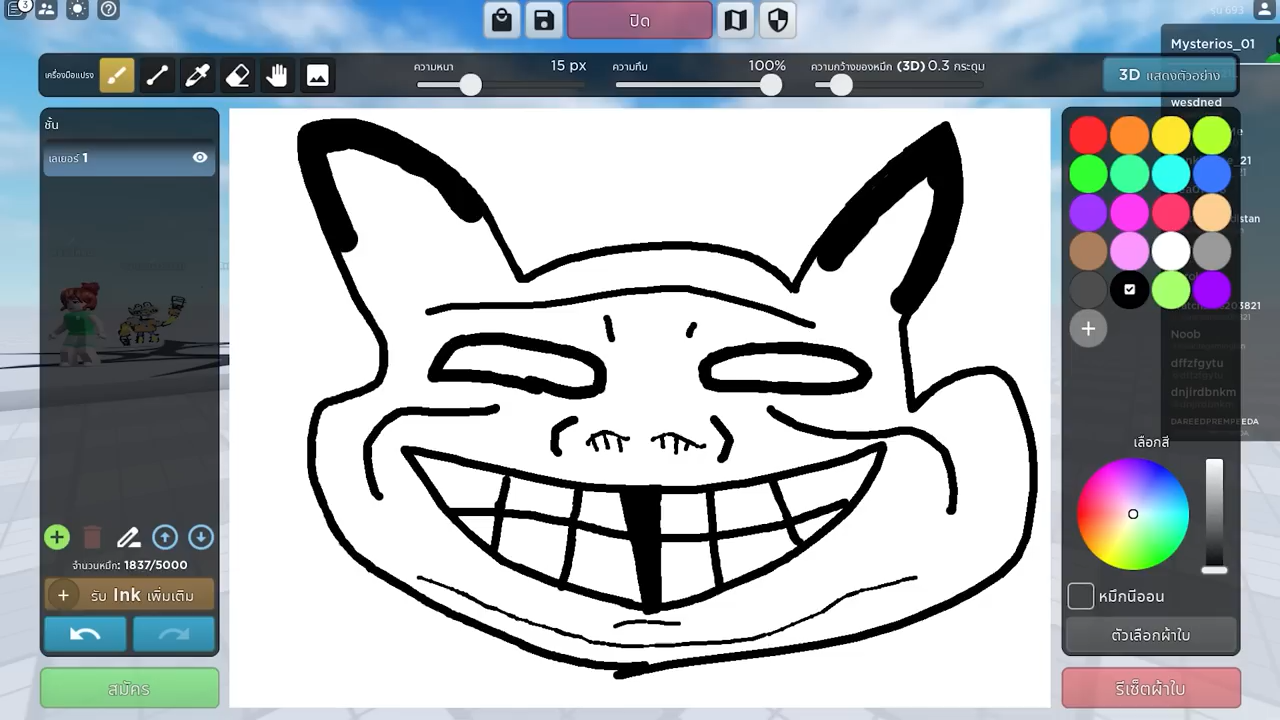 3
ปิด
รุ่น 693
Mysterios_01
เครื่องมือแปรง
ความหนา
15 px
ความทึบ
100%
ความกว้างของหมึก (3D) 0.3 กระดุม
3D แสดงตัวอย่าง
wesdned
ชั้น
เลเยอร์ 1
Noob
dffzfgytu
dnjirdbnkm
DAREEDPREMPEEDA
เลือกสี
จำนวนหมึก: 1837/5000
+ รับ Ink เพิ่มเติม
หมึกนีออน
ตัวเลือกผ้าใบ
สมัคร
รีเซ็ตผ้าใบ